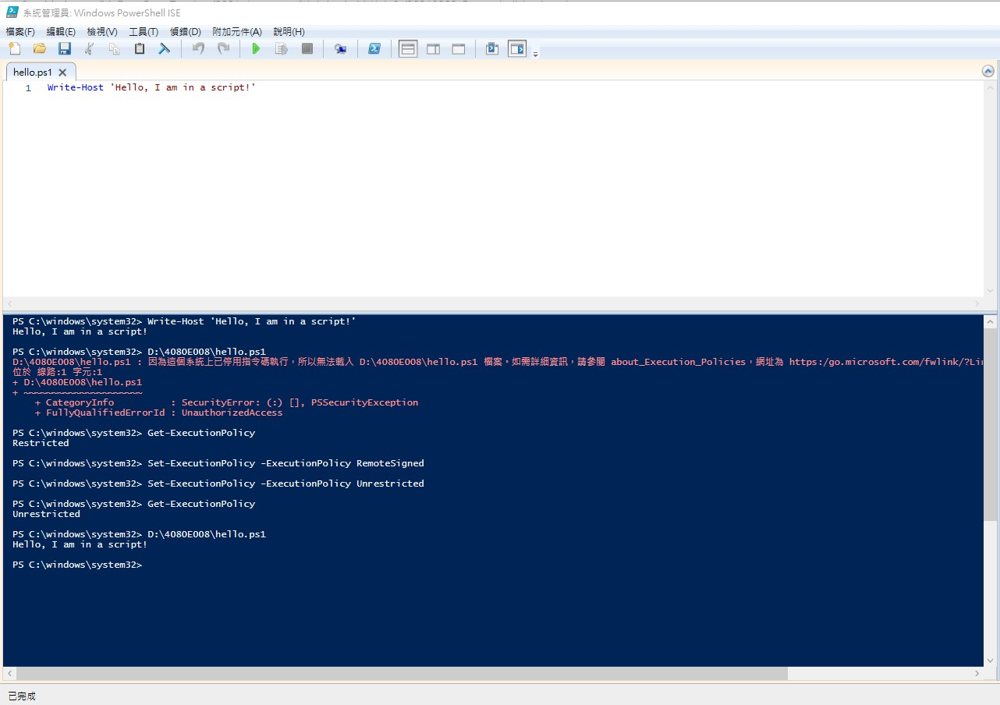 系統管理員: Windows PowerShell ISE
檔案(F) 編輯(E) 檢視(V) 工具(T) 偵錯(D) 附加元件(A) 說明(H)
hello.ps1
1 Write-Host 'Hello, I am in a script!'
PS C:\windows\system32> Write-Host 'Hello, I am in a script!'
Hello, I am in a script!
PS C:\windows\system32> D:\4080E008\hello.ps1
D:\4080E008\hello.ps1 : 因為這個系統上已停用指令碼執行，所以無法載入 D:\4080E008\hello.ps1 檔案。如需詳細資訊，請參閱 about_Execution_Policies，網址為 https:/go.microsoft.com/fwlink/?Lin
位於 線路:1 字元:1
+ D:\4080E008\hello.ps1
+ ~~~~~~~~~~~~~~~~~~~~~
+ CategoryInfo : SecurityError: (:) [], PSSecurityException
+ FullyQualifiedErrorId : UnauthorizedAccess
PS C:\windows\system32> Get-ExecutionPolicy
Restricted
PS C:\windows\system32> Set-ExecutionPolicy -ExecutionPolicy RemoteSigned
PS C:\windows\system32> Set-ExecutionPolicy -ExecutionPolicy Unrestricted
PS C:\windows\system32> Get-ExecutionPolicy
Unrestricted
PS C:\windows\system32> D:\4080E008\hello.ps1
Hello, I am in a script!
PS C:\windows\system32>
已完成